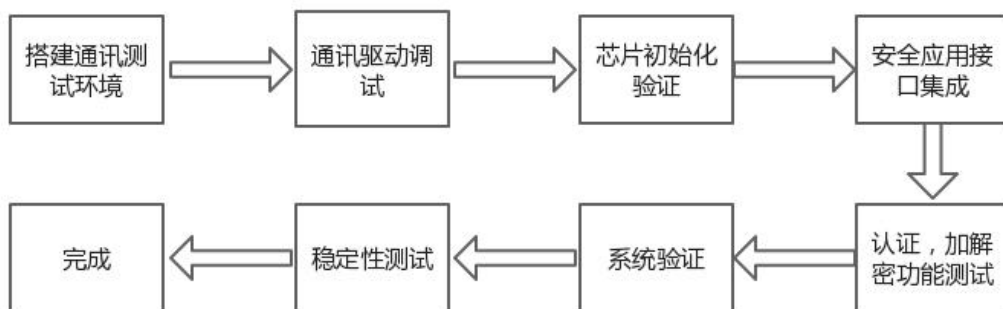 搭建通讯测
试环境
通讯驱动调
试
芯片初始化
验证
安全应用接
口集成
认证，加解
密功能测试
系统验证
稳定性测试
完成